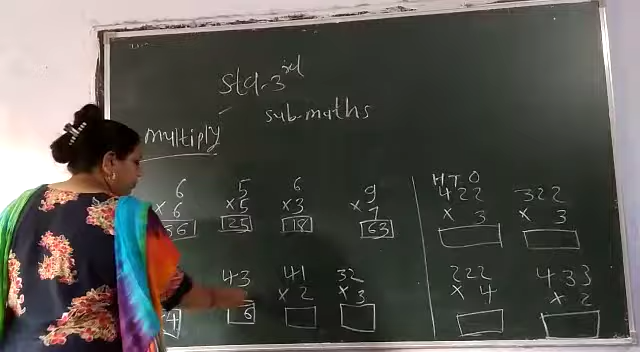 Std-3rd
sub-maths
multiply
6 5 6 9
× 6 ×5 ×3 × 7
36 25 18 63
H T O
422 322
× 3 × 3
43 41 32
× 2 ×3
4 6
222 433
× 4 × 2